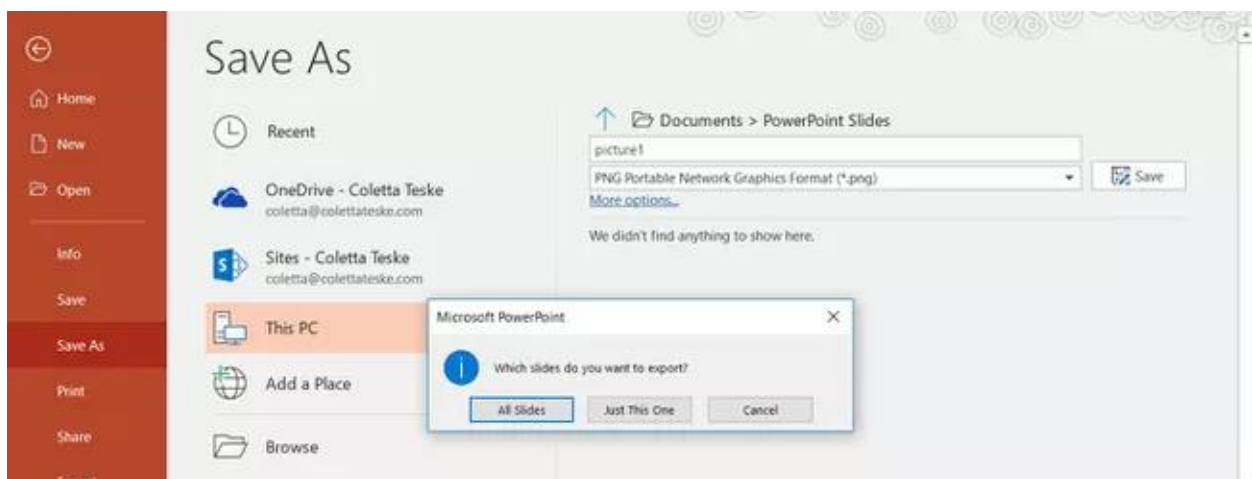 Save As
Home
New
Open
Info
Save
Save As
Print
Share
Recent
OneDrive - Coletta Teske
coletta@colettateske.com
Sites - Coletta Teske
coletta@colettateske.com
This PC
Add a Place
Browse
Documents > PowerPoint Slides
picture1
PNG Portable Network Graphics Format (*.png)
Save
More options...
We didn't find anything to show here.
Microsoft PowerPoint
Which slides do you want to export?
All Slides
Just This One
Cancel